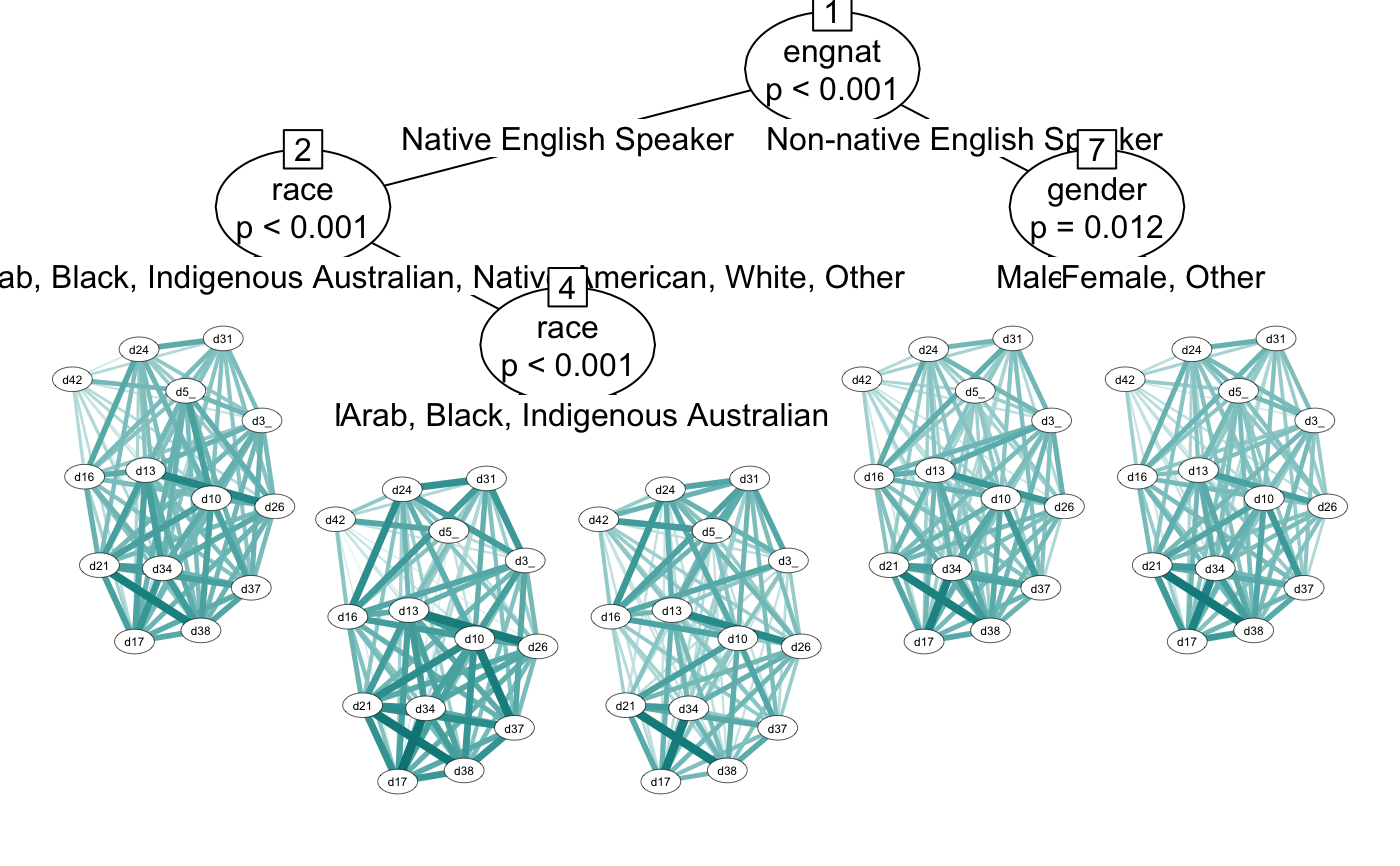 1
engnat
p < 0.001
Native English Speaker
Non-native English Speaker
2
race
p < 0.001
7
gender
p = 0.012
Black, Indigenous Australian, Native American, White, Other
Male
Female, Other
4
race
p < 0.001
Arab, Black, Indigenous Australian
d24
d31
d42
d5_
d3_
d16
d13
d10
d26
d21
d34
d37
d17
d38
d24
d31
d42
d5_
d3_
d16
d13
d10
d26
d21
d34
d37
d17
d38
d24
d31
d42
d5_
d3_
d16
d13
d10
d26
d21
d34
d37
d17
d38
d24
d31
d42
d5_
d3_
d16
d13
d10
d26
d21
d34
d37
d17
d38
d24
d31
d42
d5_
d3_
d16
d13
d10
d26
d21
d34
d37
d17
d38